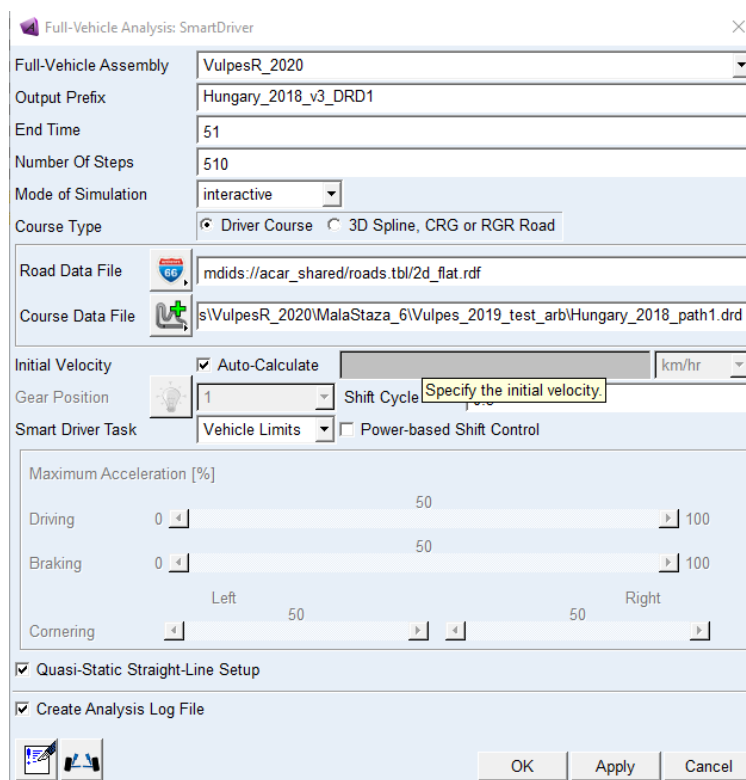 Full-Vehicle Analysis: SmartDriver
Full-Vehicle Assembly VulpesR_2020
Output Prefix Hungary_2018_v3_DRD1
End Time 51
Number Of Steps 510
Mode of Simulation interactive
Course Type Driver Course 3D Spline, CRG or RGR Road
Road Data File 66 mdids://acar_shared/roads.tbl/2d_flat.rdf
Course Data File s\VulpesR_2020\MalaStaza_6\Vulpes_2019_test_arb\Hungary_2018_path1.drd
Initial Velocity Auto-Calculate km/hr
Specify the initial velocity.
Gear Position 1 Shift Cycle
Smart Driver Task Vehicle Limits Power-based Shift Control
Maximum Acceleration [%]
50
Driving 0 100
50
Braking 0 100
Left Right
50 50
Cornering
Quasi-Static Straight-Line Setup
Create Analysis Log File
OK Apply Cancel